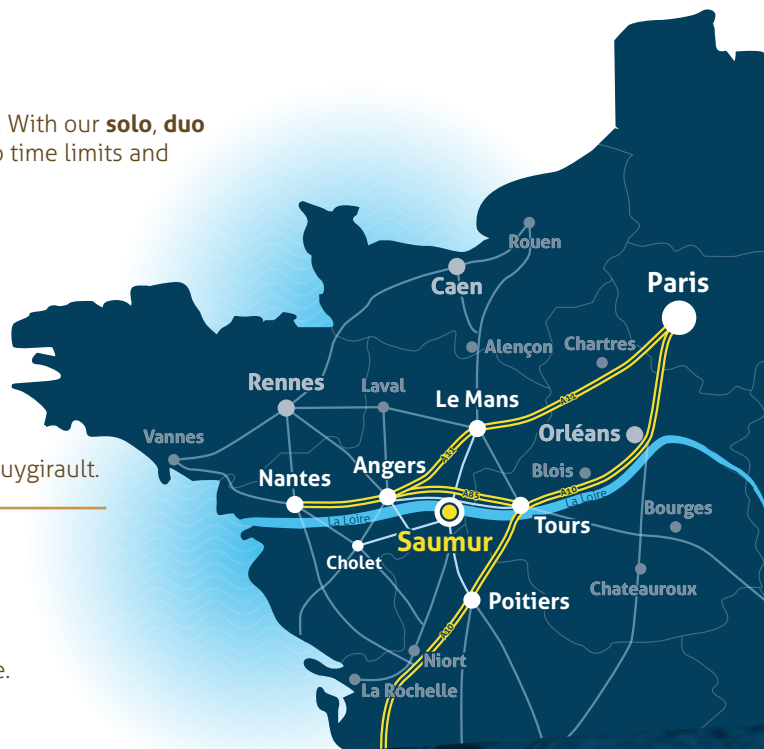 . With our solo, duo
time limits and
uygirault.
e.
Rouen
Caen
Paris
Alençon
Chartres
Rennes
Laval
Le Mans
A11
Orléans
Vannes
Angers
A11
Blois
Nantes
A85
A10
Bourges
La Loire
La Loire
Saumur
Tours
Cholet
Chateauroux
Poitiers
A10
Niort
La Rochelle